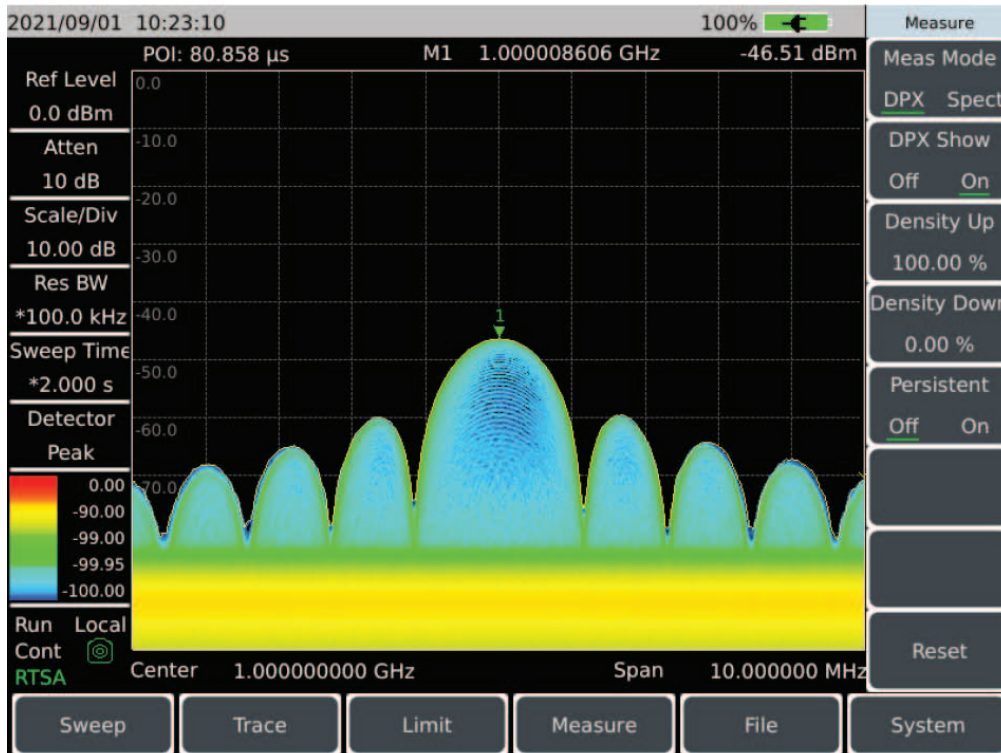 2021/09/01 10:23:10 100% Measure
POI: 80.858 µs M1 1.000008606 GHz -46.51 dBm
Ref Level
0.0 dBm
Atten
10 dB
Scale/Div
10.00 dB
Res BW
*100.0 kHz
Sweep Time
*2.000 s
Detector
Peak
0.00
-90.00
-99.00
-99.95
-100.00
Run Local
Cont
RTSA
0.0
-10.0
-20.0
-30.0
-40.0
-50.0
-60.0
-70.0
1
Center 1.000000000 GHz Span 10.000000 MHz
Meas Mode
DPX Spect
DPX Show
Off On
Density Up
100.00 %
Density Down
0.00 %
Persistent
Off On
Reset
Sweep Trace Limit Measure File System